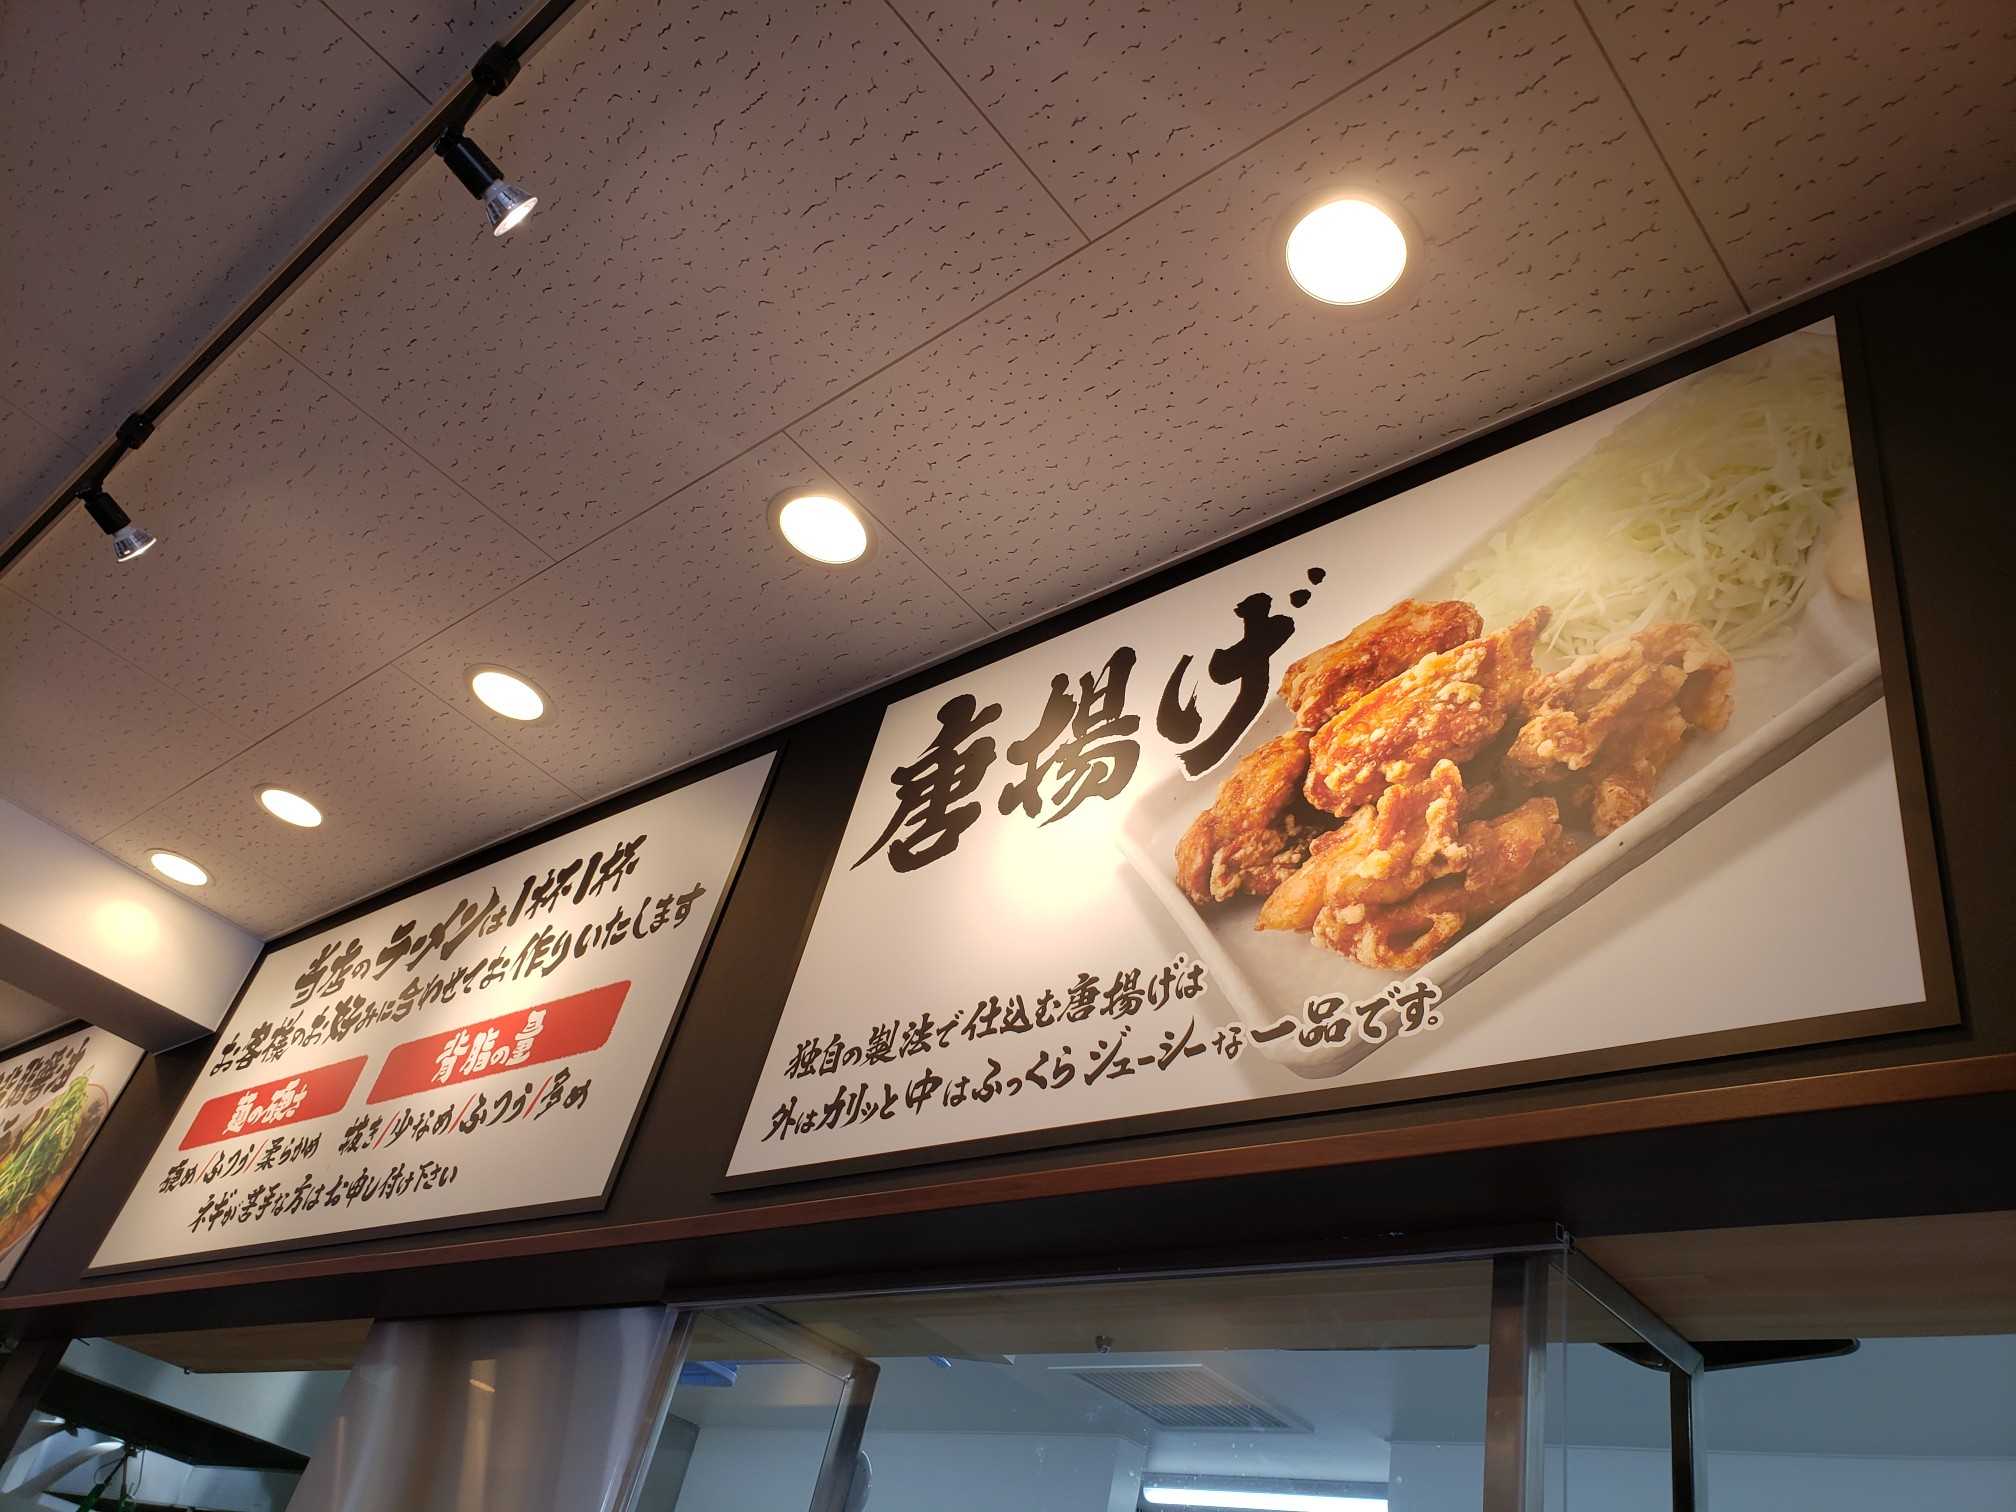 当店のラーメンは1杯1杯
お客様のお好みに合わせてお作りいたします
麺の硬さ
背脂の量
硬め/ふつう/柔らかめ
抜き/少なめ/ふつう/多め
ネギが苦手な方はお申し付け下さい
唐揚げ
独自の製法で仕込む唐揚げは
外はカリッと中はふっくらジューシーな一品です。